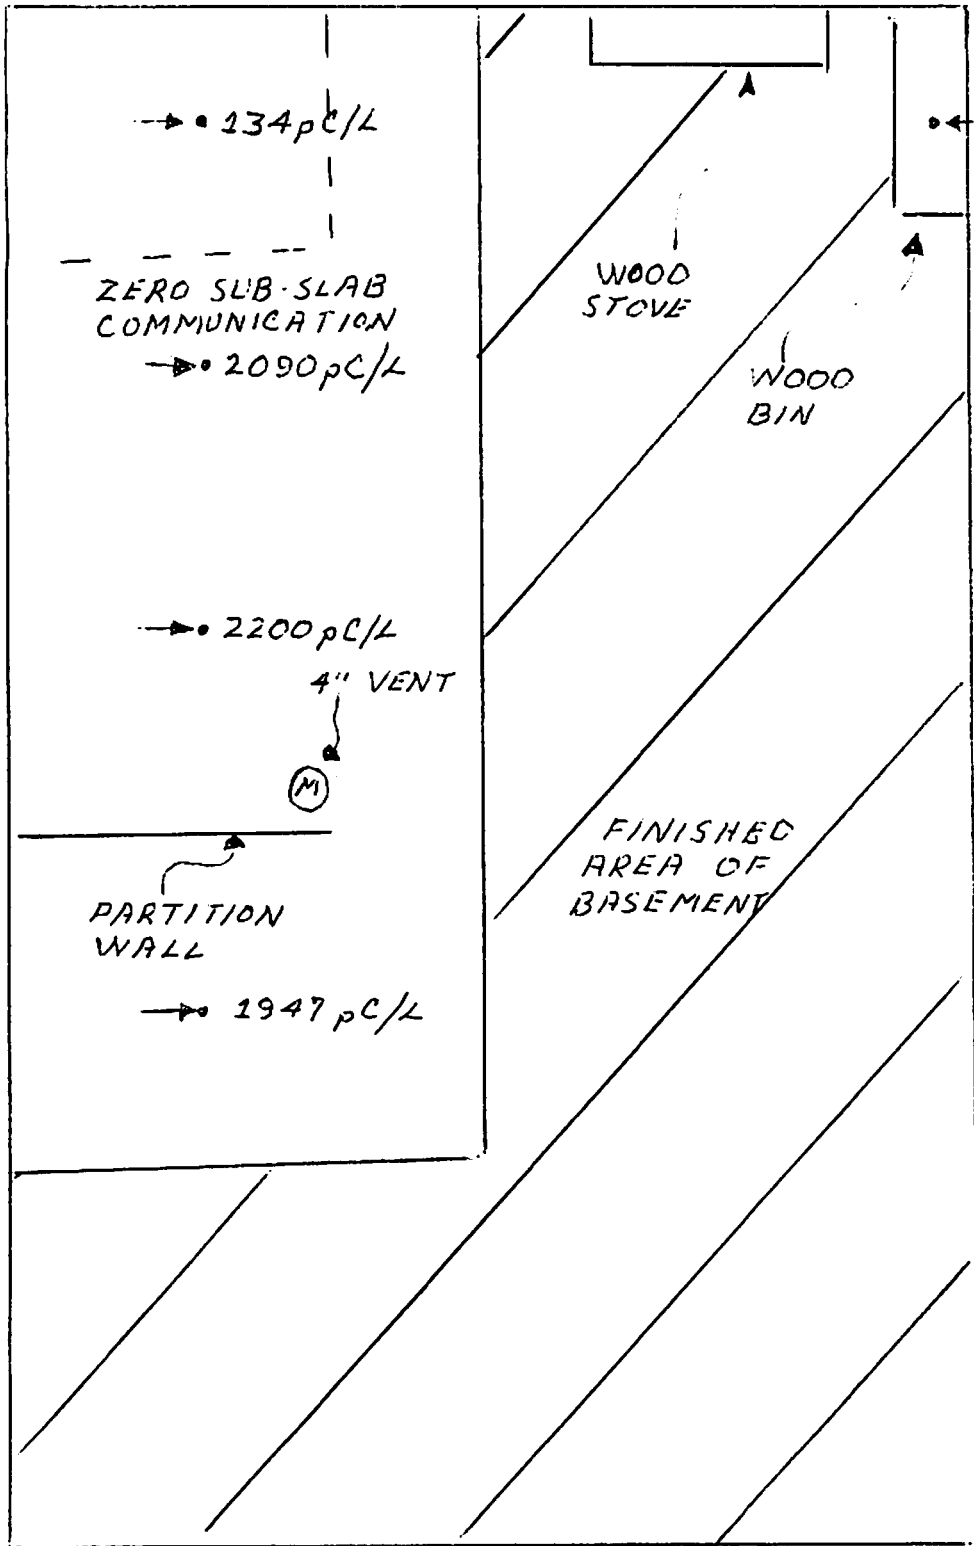 134pC/L
ZERO SUB-SLAB
COMMUNICATION
2090pC/L
WOOD
STOVE
WOOD
BIN
2200pC/L
4" VENT
M
FINISHED
AREA OF
BASEMENT
PARTITION
WALL
1947pC/L